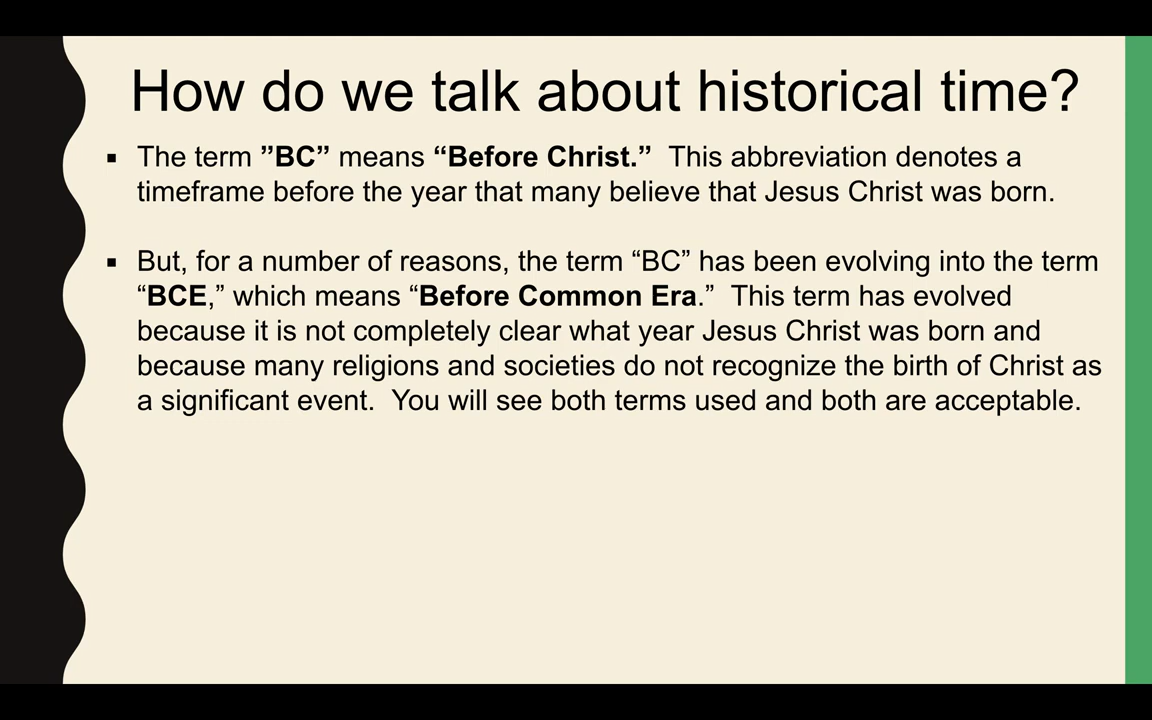 How do we talk about historical time?
▪ The term ”BC” means “Before Christ.” This abbreviation denotes a
timeframe before the year that many believe that Jesus Christ was born.
▪ But, for a number of reasons, the term “BC” has been evolving into the term
“BCE,” which means “Before Common Era.” This term has evolved
because it is not completely clear what year Jesus Christ was born and
because many religions and societies do not recognize the birth of Christ as
a significant event. You will see both terms used and both are acceptable.